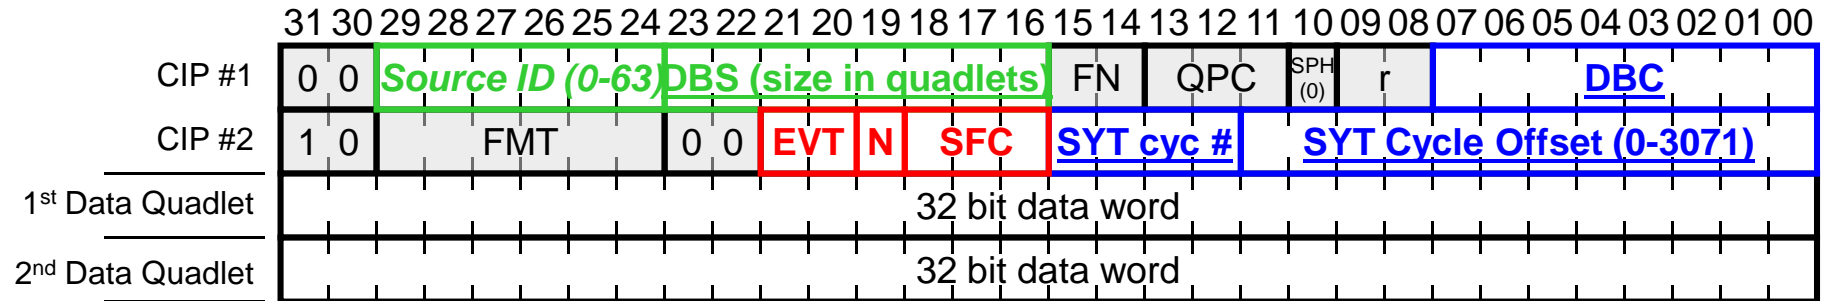 31 30 29 28 27 26 25 24 23 22 21 20 19 18 17 16 15 14 13 12 11 10 09 08 07 06 05 04 03 02 01 00
CIP #1 0 0 Source ID (0-63) DBS (size in quadlets) FN QPC SPH (0) r DBC
CIP #2 1 0 FMT 0 0 EVT N SFC SYT cyc # SYT Cycle Offset (0-3071)
1st Data Quadlet 32 bit data word
2nd Data Quadlet 32 bit data word